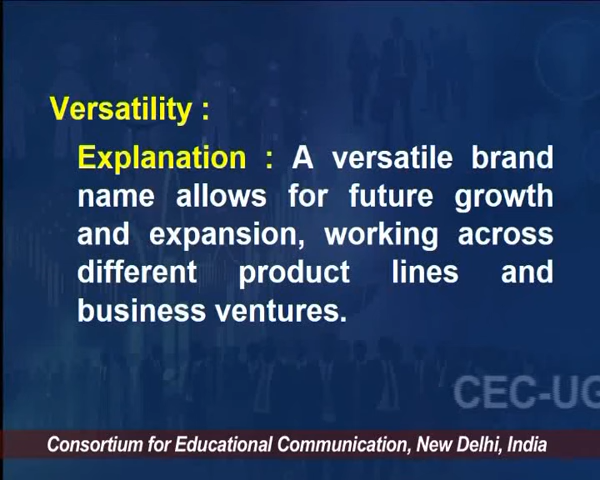 Versatility :
Explanation : A versatile brand
name allows for future growth
and expansion, working across
different product lines and
business ventures.
CEC-UG
Consortium for Educational Communication, New Delhi, India